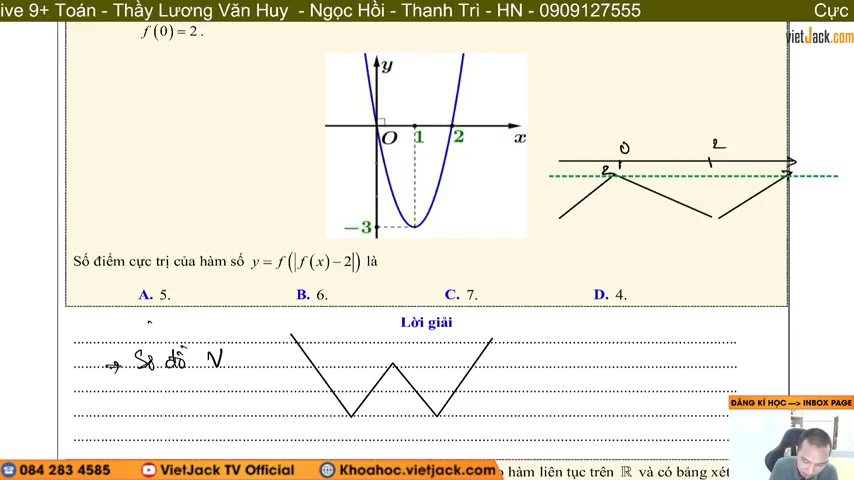 ive 9+ Toán - Thầy Lương Văn Huy - Ngọc Hồi - Thanh Trì - HN - 0909127555
Cực
vietJack.com
f(0) = 2.
y
O
1
2
x
-3
0
2
2
Số điểm cực trị của hàm số y = f(|f(x)-2|) là
A. 5.
B. 6.
C. 7.
D. 4.
Lời giải
→ Sơ đồ V
ĐĂNG KÍ HỌC —> INBOX PAGE
084 283 4585
VietJack TV Official
Khoahoc.vietjack.com
hàm liên tục trên ℝ và có bảng xét